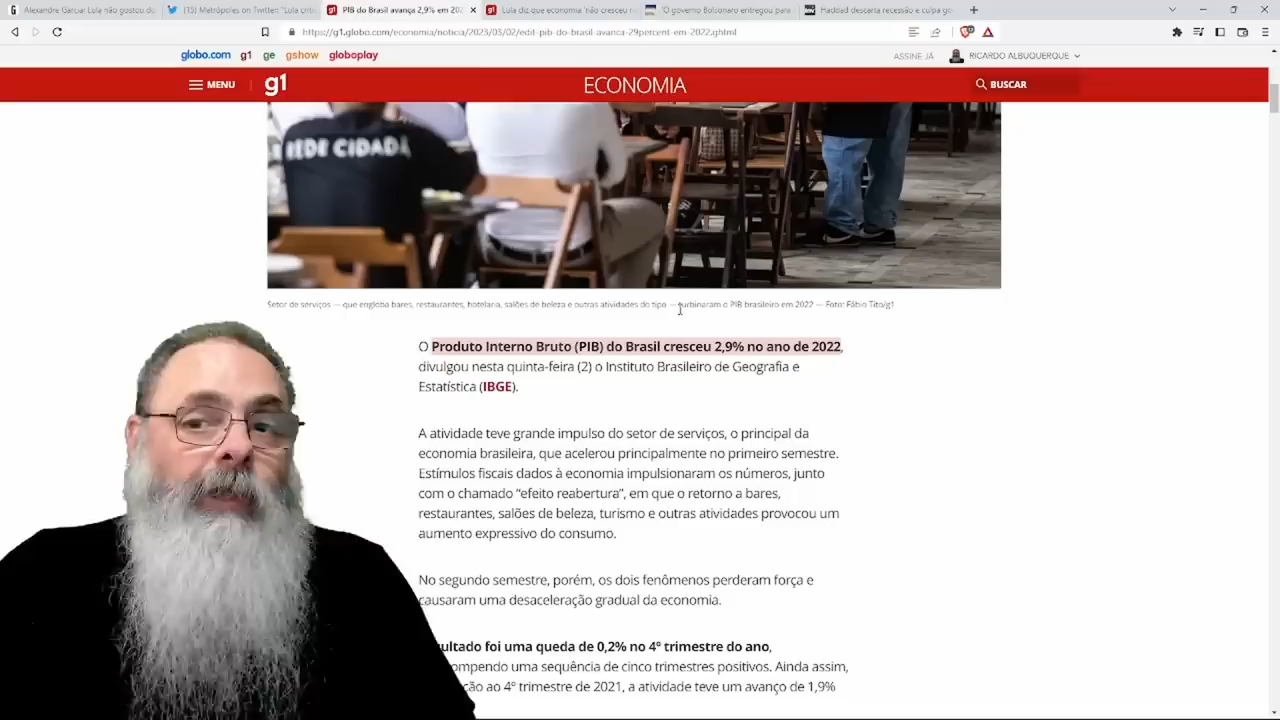 Alexandre Garcia: Lula não gostou do
(15) Metrópoles on Twitter: "Lula criti
PIB do Brasil avança 2,9% em 202
Lula diz que economia 'não cresceu n
'O governo Bolsonaro entregou para
Haddad descarta recessão e culpa go
https://g1.globo.com/economia/noticia/2023/03/02/edit-pib-do-brasil-avanca-29percent-em-2022.ghtml
globo.com g1 ge gshow globoplay
ASSINE JÁ RICARDO ALBUQUERQUE
MENU g1 ECONOMIA BUSCAR
REDE CIDADÃ
Setor de serviços — que engloba bares, restaurantes, hotelaria, salões de beleza e outras atividades do tipo — turbinaram o PIB brasileiro em 2022 — Foto: Fábio Tito/g1
O Produto Interno Bruto (PIB) do Brasil cresceu 2,9% no ano de 2022,
divulgou nesta quinta-feira (2) o Instituto Brasileiro de Geografia e
Estatística (IBGE).
A atividade teve grande impulso do setor de serviços, o principal da
economia brasileira, que acelerou principalmente no primeiro semestre.
Estímulos fiscais dados à economia impulsionaram os números, junto
com o chamado “efeito reabertura”, em que o retorno a bares,
restaurantes, salões de beleza, turismo e outras atividades provocou um
aumento expressivo do consumo.
No segundo semestre, porém, os dois fenômenos perderam força e
causaram uma desaceleração gradual da economia.
ultado foi uma queda de 0,2% no 4º trimestre do ano,
ompendo uma sequência de cinco trimestres positivos. Ainda assim,
ção ao 4º trimestre de 2021, a atividade teve um avanço de 1,9%